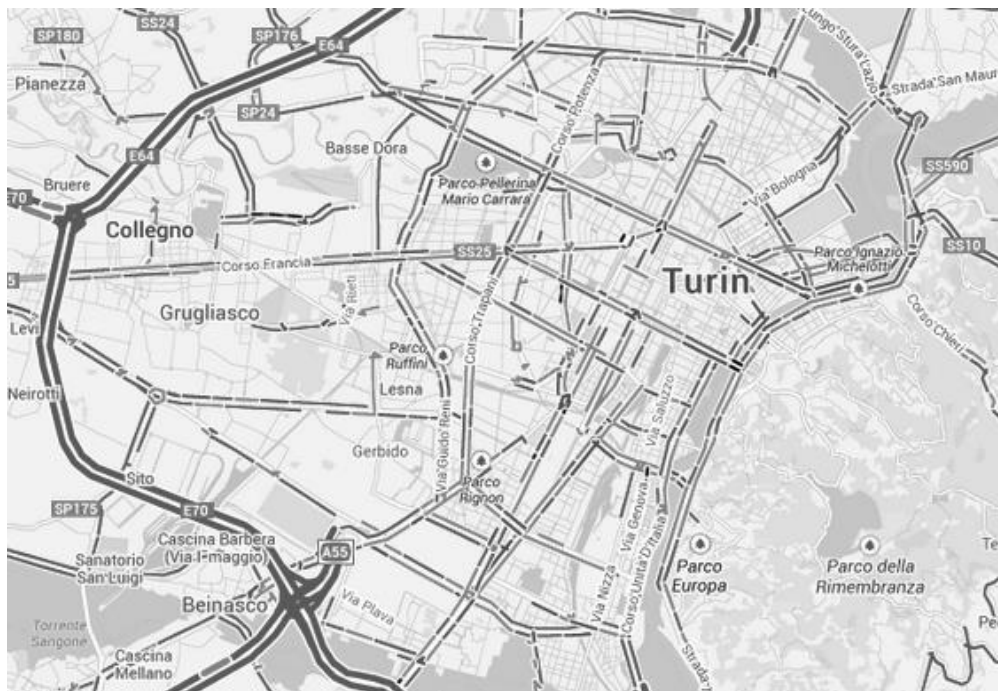 SS24
SP180
SP176
E64
Lungo Stura Lazio
Pianezza
Strada San Maur
SP24
Corso Potenza
Basse Dora
E64
Via Bologna
SS590
Bruere
E70
Parco Pellerina
Mario Carrara
Collegno
SS25
SS10
Parco Ignazio
Michelotti
Corso Francia
Turin
Via Rieti
Corso Trapani
Grugliasco
Corso Chieri
Levi
Parco
Ruffini
Neirotti
Lesna
Via Saluzzo
Via Guido Reni
Gerbido
Parco
Rignon
Sito
SP175
E70
Via Genova
Cascina Barbera
(Via I maggio)
A55
Corso Unità D'Italia
Sanatorio
San Luigi
Parco
Europa
Parco della
Rimembranza
Via Nizza
Beinasco
Via Plava
Torrente
Sangone
Cascina
Mellano
Strada